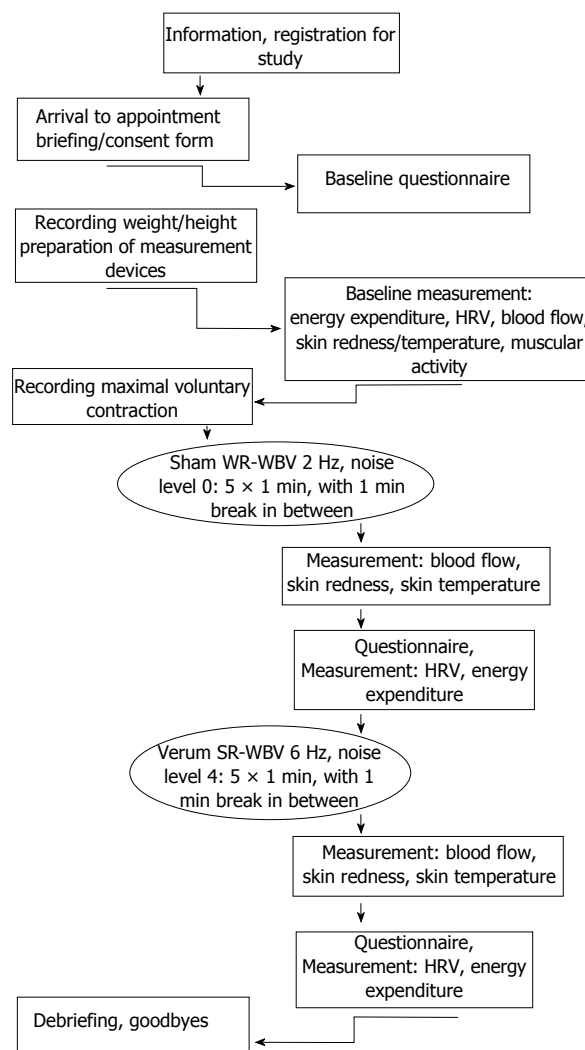 Information, registration for
study
Arrival to appointment
briefing/consent form
Baseline questionnaire
Recording weight/height
preparation of measurement
devices
Baseline measurement:
energy expenditure, HRV, blood flow,
skin redness/temperature, muscular
activity
Recording maximal voluntary
contraction
Sham WR-WBV 2 Hz, noise
level 0: 5 × 1 min, with 1 min
break in between
Measurement: blood flow,
skin redness, skin temperature
Questionnaire,
Measurement: HRV, energy
expenditure
Verum SR-WBV 6 Hz, noise
level 4: 5 × 1 min, with 1
min break in between
Measurement: blood flow,
skin redness, skin temperature
Questionnaire,
Measurement: HRV, energy
expenditure
Debriefing, goodbyes